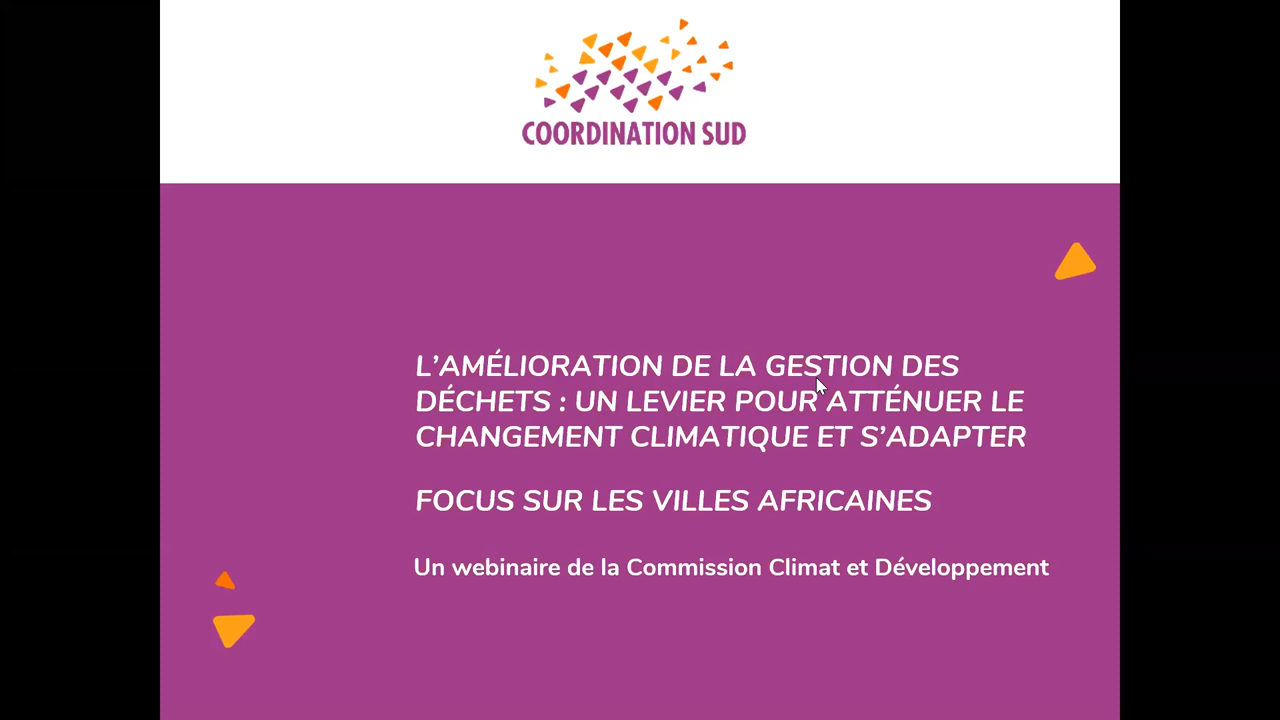 COORDINATION SUD
L’AMÉLIORATION DE LA GESTION DES
DÉCHETS : UN LEVIER POUR ATTÉNUER LE
CHANGEMENT CLIMATIQUE ET S’ADAPTER
FOCUS SUR LES VILLES AFRICAINES
Un webinaire de la Commission Climat et Développement